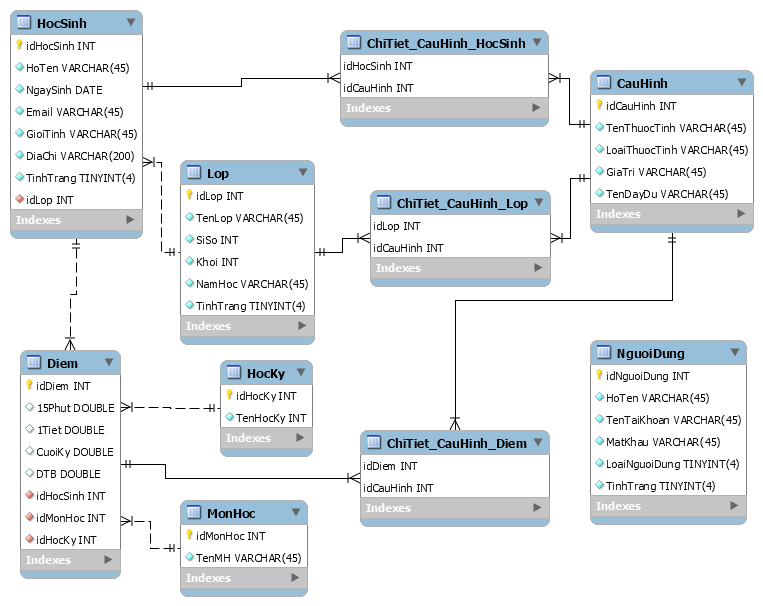 HocSinh
idHocSinh INT
HoTen VARCHAR(45)
NgaySinh DATE
Email VARCHAR(45)
GioiTinh VARCHAR(45)
DiaChi VARCHAR(200)
TinhTrang TINYINT(4)
idLop INT
Indexes
ChiTiet_CauHinh_HocSinh
idHocSinh INT
idCauHinh INT
Indexes
CauHinh
idCauHinh INT
TenThuocTinh VARCHAR(45)
LoaiThuocTinh VARCHAR(45)
GiaTri VARCHAR(45)
TenDayDu VARCHAR(45)
Indexes
Lop
idLop INT
TenLop VARCHAR(45)
SiSo INT
Khoi INT
NamHoc VARCHAR(45)
TinhTrang TINYINT(4)
Indexes
ChiTiet_CauHinh_Lop
idLop INT
idCauHinh INT
Indexes
Diem
idDiem INT
15Phut DOUBLE
1Tiet DOUBLE
CuoiKy DOUBLE
DTB DOUBLE
idHocSinh INT
idMonHoc INT
idHocKy INT
Indexes
HocKy
idHocKy INT
TenHocKy INT
Indexes
NguoiDung
idNguoiDung INT
HoTen VARCHAR(45)
TenTaiKhoan VARCHAR(45)
MatKhau VARCHAR(45)
LoaiNguoiDung TINYINT(4)
TinhTrang TINYINT(4)
Indexes
ChiTiet_CauHinh_Diem
idDiem INT
idCauHinh INT
Indexes
MonHoc
idMonHoc INT
TenMH VARCHAR(45)
Indexes